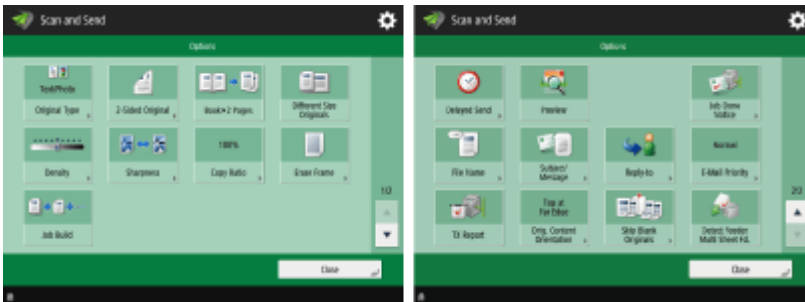 Scan and Send
Options
Text/Photo
Original Type
2-Sided Original
Book▸2 Pages
Different Size
Originals
Density
Sharpness
100%
Copy Ratio
Erase Frame
Job Build
1/2
Close
Scan and Send
Options
Delayed Send
Preview
Job Done
Notice
File Name
Subject/
Message
Reply-to
Normal
E-Mail Priority
TX Report
Top at
Far Edge
Orig. Content
Orientation
Skip Blank
Originals
Detect Feeder
Multi Sheet Fd.
2/2
Close